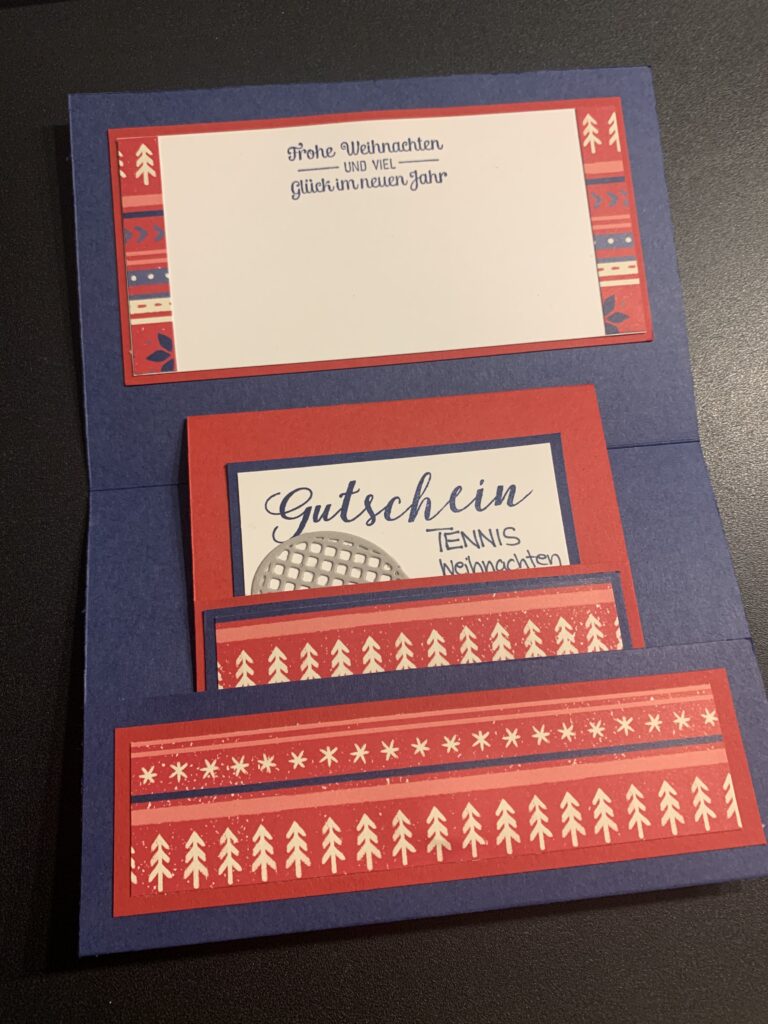 Frohe Weihnachten
UND VIEL
Glück im neuen Jahr
Gutschein
TENNIS
Weihnachten